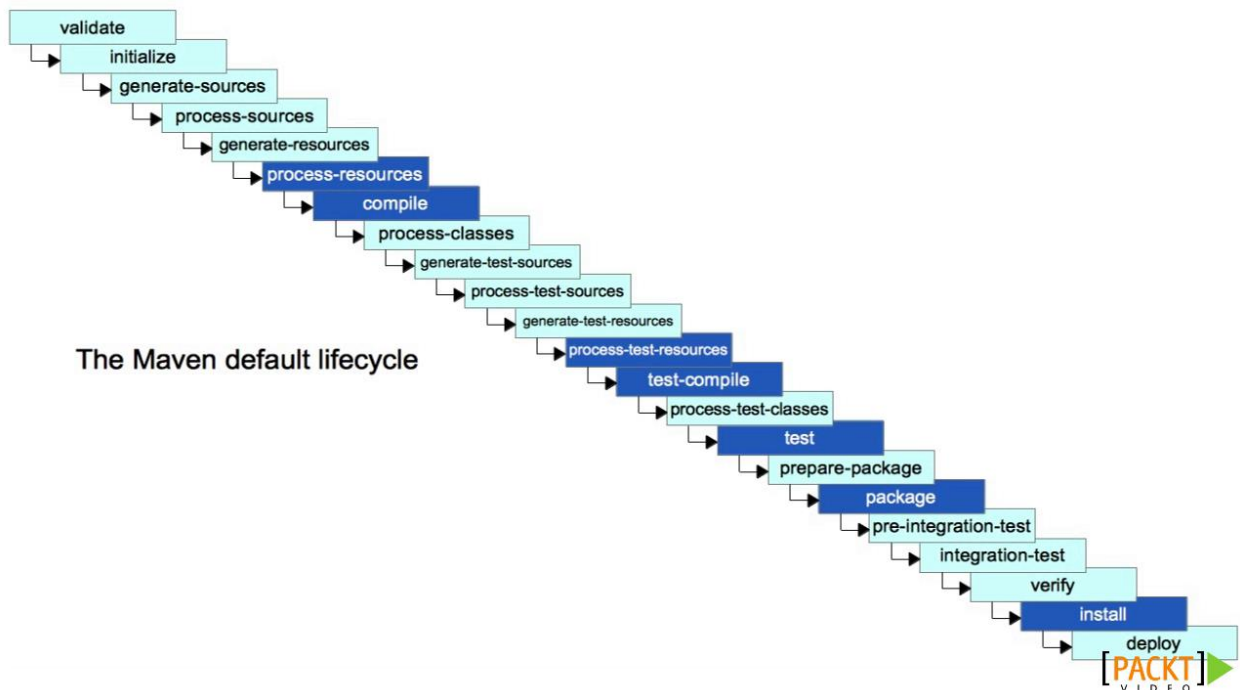 validate
initialize
generate-sources
process-sources
generate-resources
process-resources
compile
process-classes
generate-test-sources
process-test-sources
generate-test-resources
process-test-resources
The Maven default lifecycle
test-compile
process-test-classes
test
prepare-package
package
pre-integration-test
integration-test
verify
install
deploy
[PACKT]
VIDEO